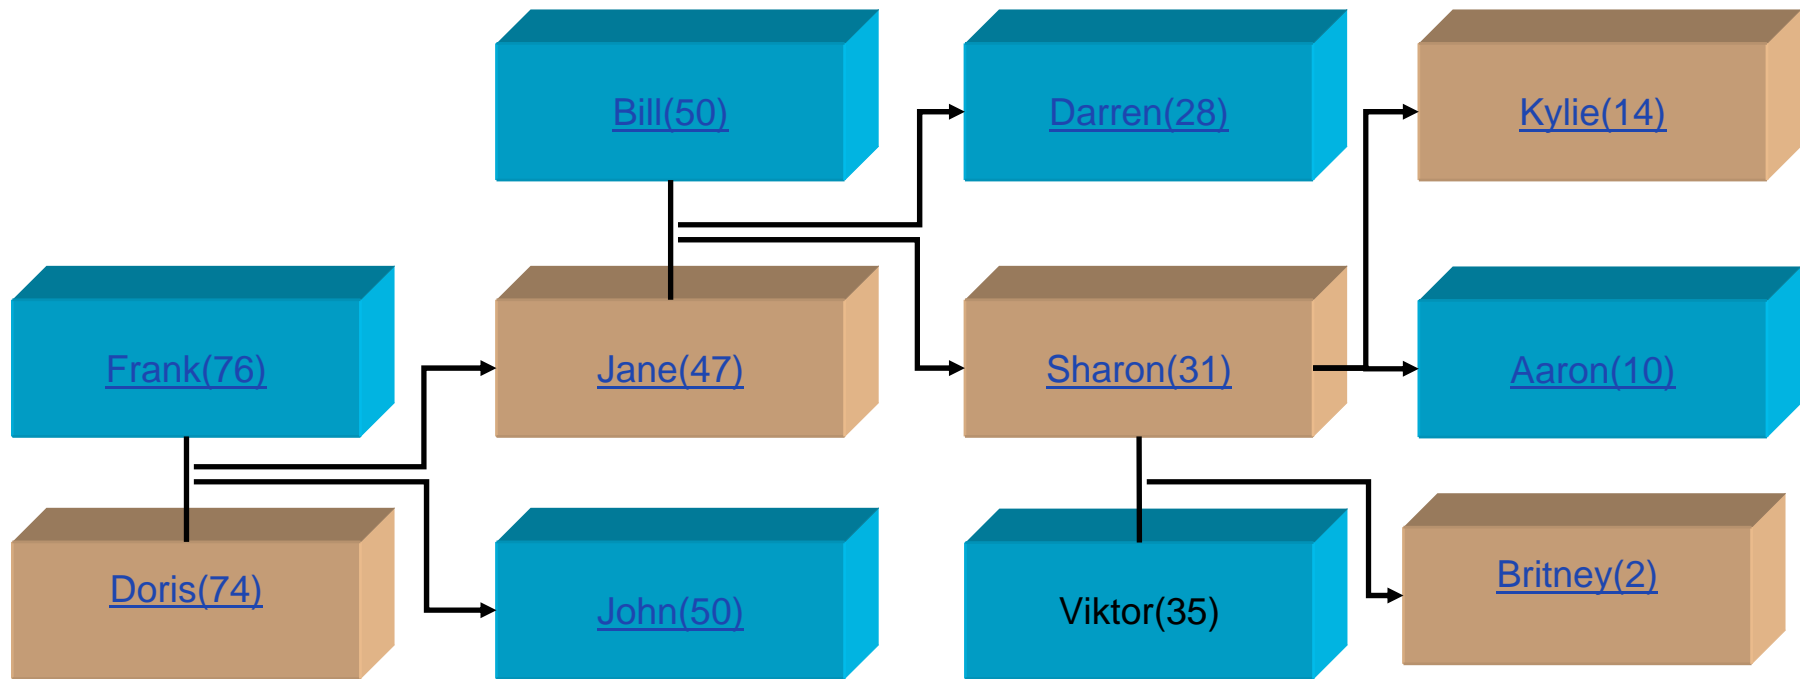 Bill(50)
Darren(28)
Kylie(14)
Frank(76)
Jane(47)
Sharon(31)
Aaron(10)
Doris(74)
John(50)
Viktor(35)
Britney(2)